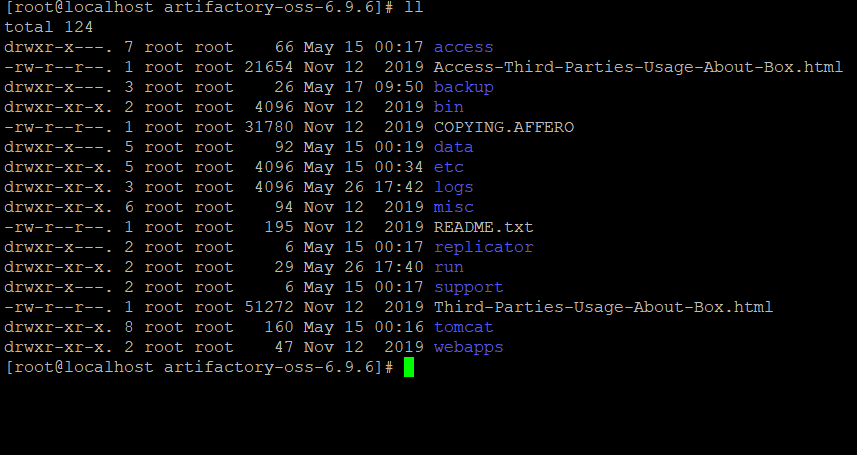 [root@localhost artifactory-oss-6.9.6]# ll
total 124
drwxr-x---. 7 root root    66 May 15 00:17 access
-rw-r--r--. 1 root root 21654 Nov 12  2019 Access-Third-Parties-Usage-About-Box.html
drwxr-x---. 3 root root    26 May 17 09:50 backup
drwxr-xr-x. 2 root root  4096 Nov 12  2019 bin
-rw-r--r--. 1 root root 31780 Nov 12  2019 COPYING.AFFERO
drwxr-x---. 5 root root    92 May 15 00:19 data
drwxr-xr-x. 5 root root  4096 May 15 00:34 etc
drwxr-xr-x. 3 root root  4096 May 26 17:42 logs
drwxr-xr-x. 6 root root    94 Nov 12  2019 misc
-rw-r--r--. 1 root root   195 Nov 12  2019 README.txt
drwxr-x---. 2 root root     6 May 15 00:17 replicator
drwxr-xr-x. 2 root root    29 May 26 17:40 run
drwxr-x---. 2 root root     6 May 15 00:17 support
-rw-r--r--. 1 root root 51272 Nov 12  2019 Third-Parties-Usage-About-Box.html
drwxr-xr-x. 8 root root   160 May 15 00:16 tomcat
drwxr-xr-x. 2 root root    47 Nov 12  2019 webapps
[root@localhost artifactory-oss-6.9.6]#